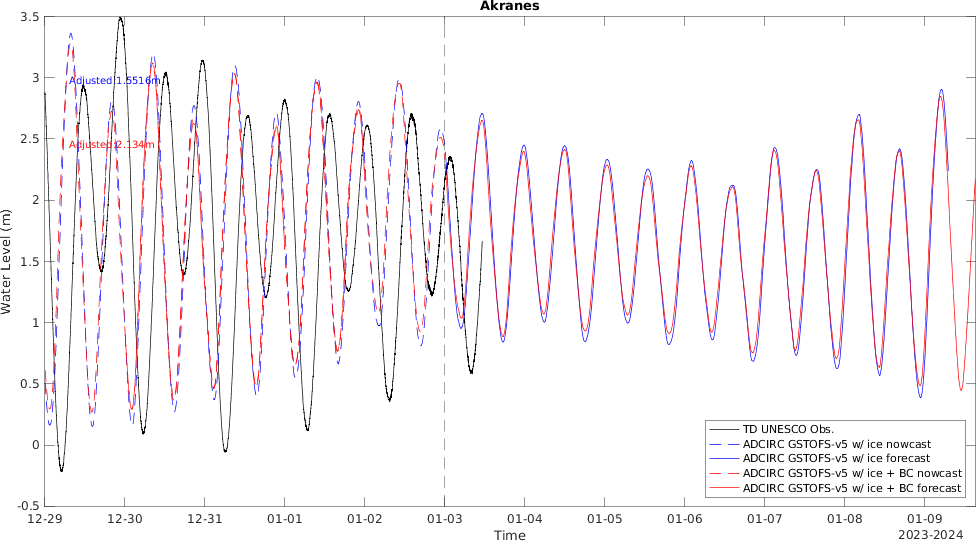 Akranes
3.5
3
2.5
2
1.5
1
0.5
0
-0.5
Water Level (m)
Adjusted 1.5516m
Adjusted 2.134m
TD UNESCO Obs.
ADCIRC GSTOFS-v5 w/ ice nowcast
ADCIRC GSTOFS-v5 w/ ice forecast
ADCIRC GSTOFS-v5 w/ ice + BC nowcast
ADCIRC GSTOFS-v5 w/ ice + BC forecast
12-29 12-30 12-31 01-01 01-02 01-03 01-04 01-05 01-06 01-07 01-08 01-09
Time
2023-2024